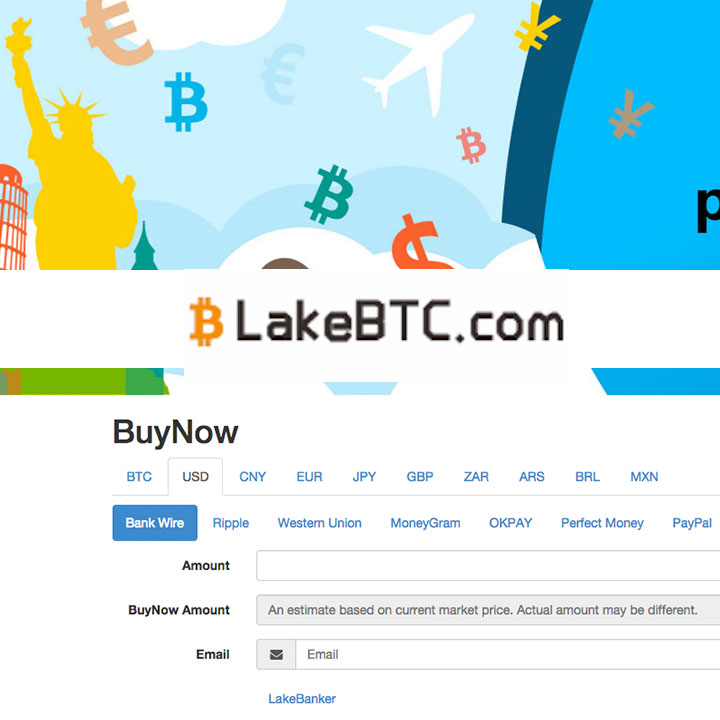 p
LakeBTC.com
BuyNow
BTC USD CNY EUR JPY GBP ZAR ARS BRL MXN
Bank Wire Ripple Western Union MoneyGram OKPAY Perfect Money PayPal
Amount
BuyNow Amount An estimate based on current market price. Actual amount may be different.
Email Email
LakeBanker